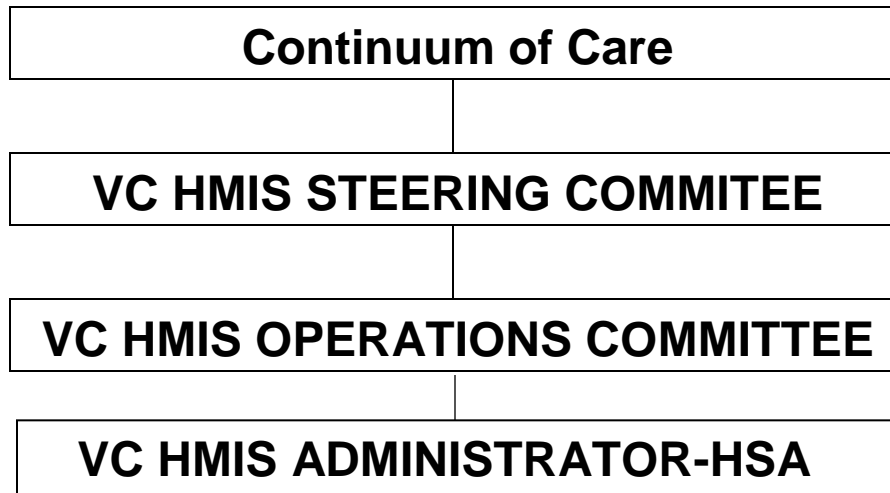 Continuum of Care
VC HMIS STEERING COMMITEE
VC HMIS OPERATIONS COMMITTEE
VC HMIS ADMINISTRATOR-HSA